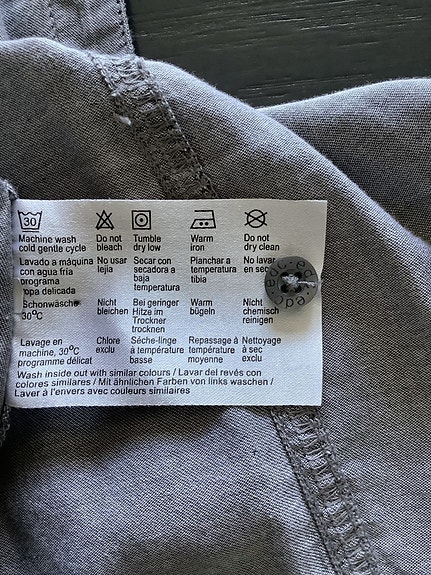 30
Machine wash cold gentle cycle
Do not bleach
Tumble dry low
Warm iron
Do not dry clean
Lavado a máquina con agua fria programa ropa delicada
No usar lejia
Secar con secadora a baja temperatura
Planchar a temperatura tibia
No lavar en
Schonwäsche 30°C
Nicht bleichen
Bei geringer Hitze im Trockner trocknen
Warm bügeln
Nicht chemisch reinigen
Lavage en machine, 30°C programme délicat
Chlore exclu
Séche-linge à température basse
Repassage à température moyenne
Nettoyage à sec exclu
Wash inside out with similar colours / Lavar del revés con
colores similares / Mit ähnlichen Farben von links waschen /
Laver à l'envers avec couleurs similaires
edc